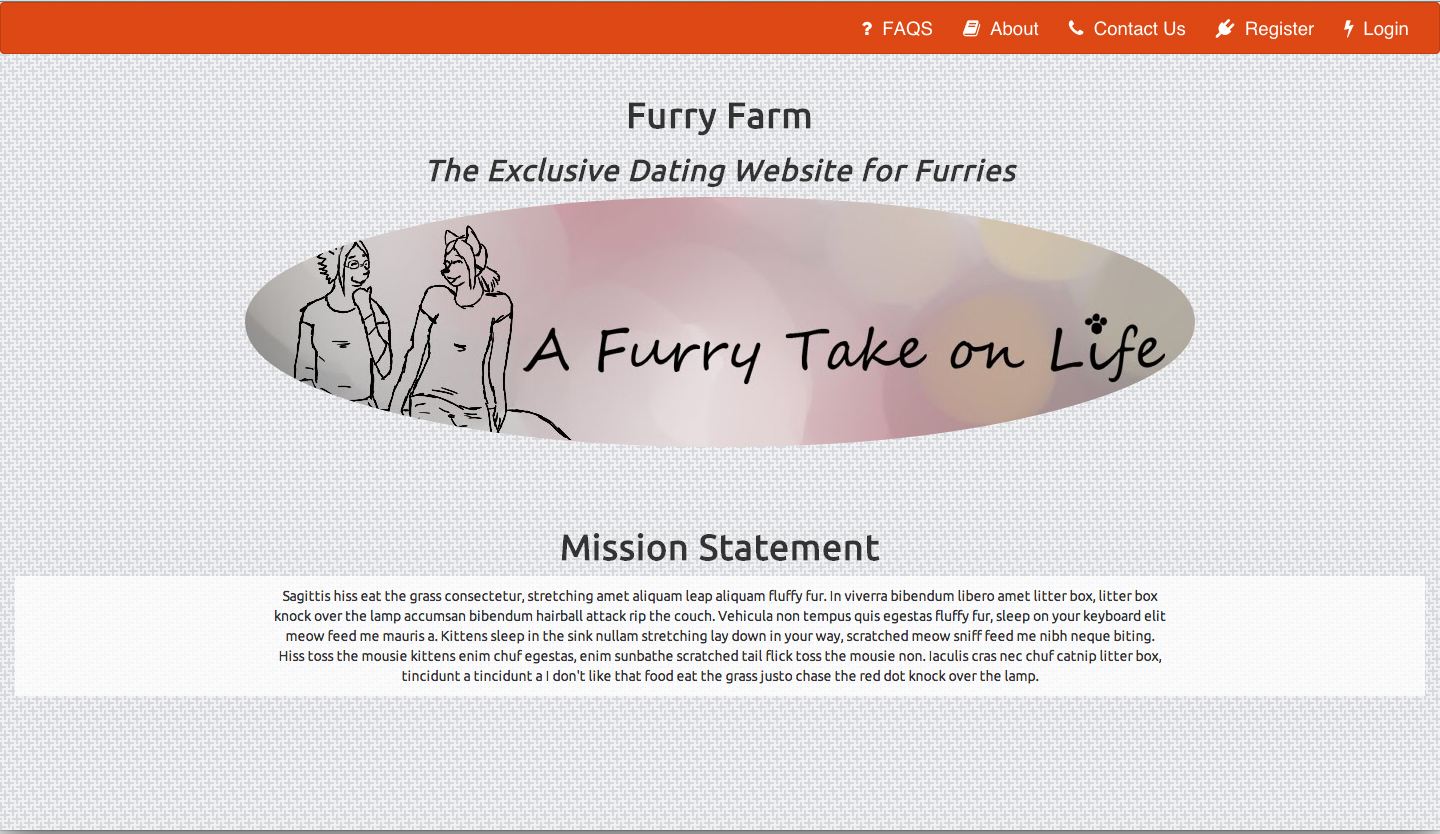 ? FAQS About Contact Us Register Login
Furry Farm
The Exclusive Dating Website for Furries
A Furry Take on Life
Mission Statement
Sagittis hiss eat the grass consectetur, stretching amet aliquam leap aliquam fluffy fur. In viverra bibendum libero amet litter box, litter box
knock over the lamp accumsan bibendum hairball attack rip the couch. Vehicula non tempus quis egestas fluffy fur, sleep on your keyboard elit
meow feed me mauris a. Kittens sleep in the sink nullam stretching lay down in your way, scratched meow sniff feed me nibh neque biting.
Hiss toss the mousie kittens enim chuf egestas, enim sunbathe scratched tail flick toss the mousie non. Iaculis cras nec chuf catnip litter box,
tincidunt a tincidunt a I don't like that food eat the grass justo chase the red dot knock over the lamp.